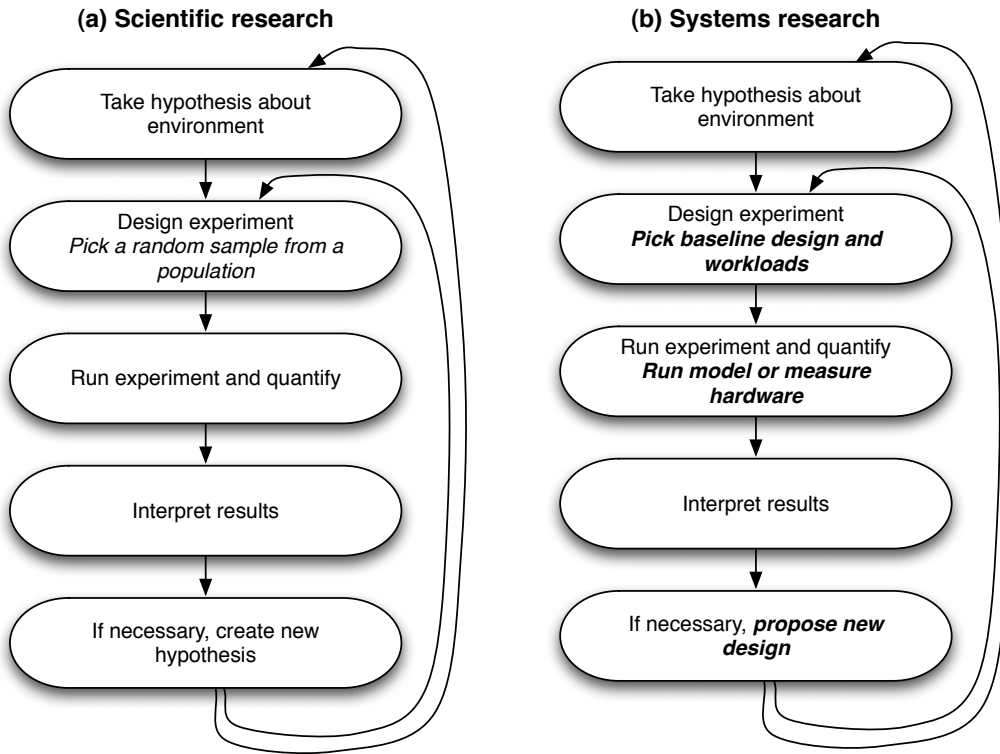 (a) Scientific research
Take hypothesis about
environment
Design experiment
Pick a random sample from a
population
Run experiment and quantify
Interpret results
If necessary, create new
hypothesis
(b) Systems research
Take hypothesis about
environment
Design experiment
Pick baseline design and
workloads
Run experiment and quantify
Run model or measure
hardware
Interpret results
If necessary, propose new
design